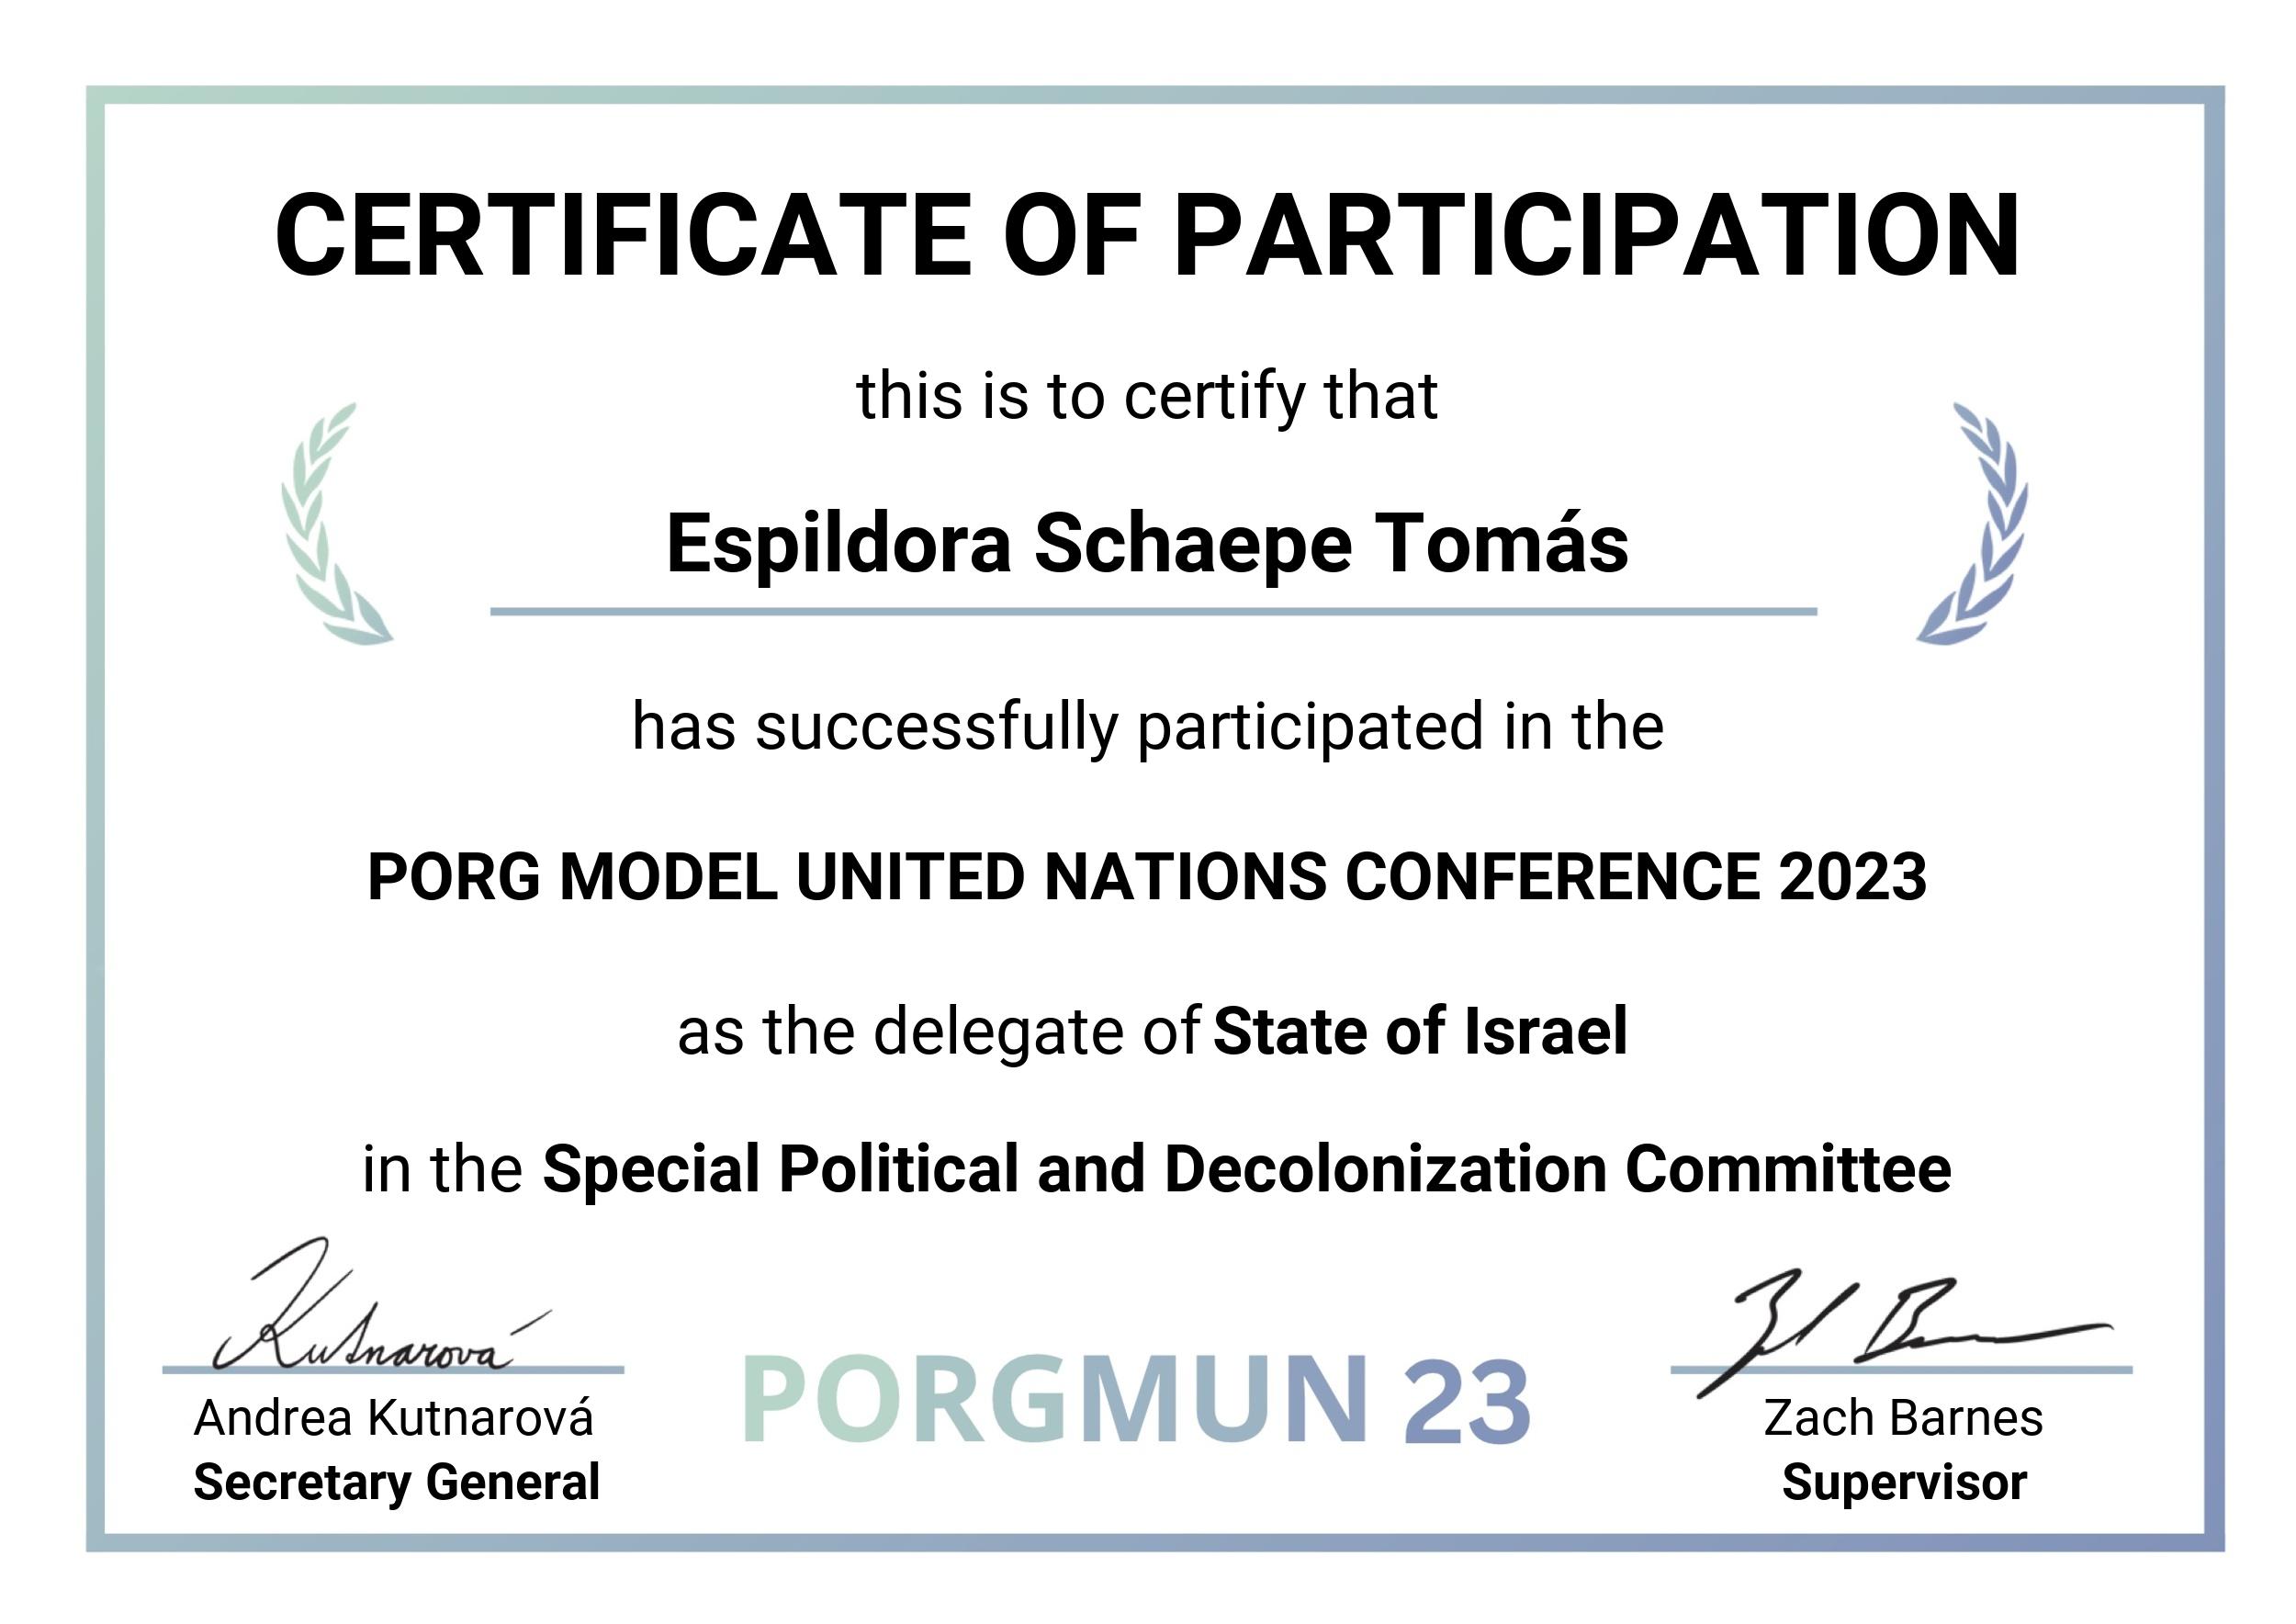 CERTIFICATE OF PARTICIPATION
this is to certify that
Espildora Schaepe Tomás
has successfully participated in the
PORG MODEL UNITED NATIONS CONFERENCE 2023
as the delegate of State of Israel
in the Special Political and Decolonization Committee
Kutnarová
Andrea Kutnarová
Secretary General
PORGMUN 23
Zach Barnes
Supervisor